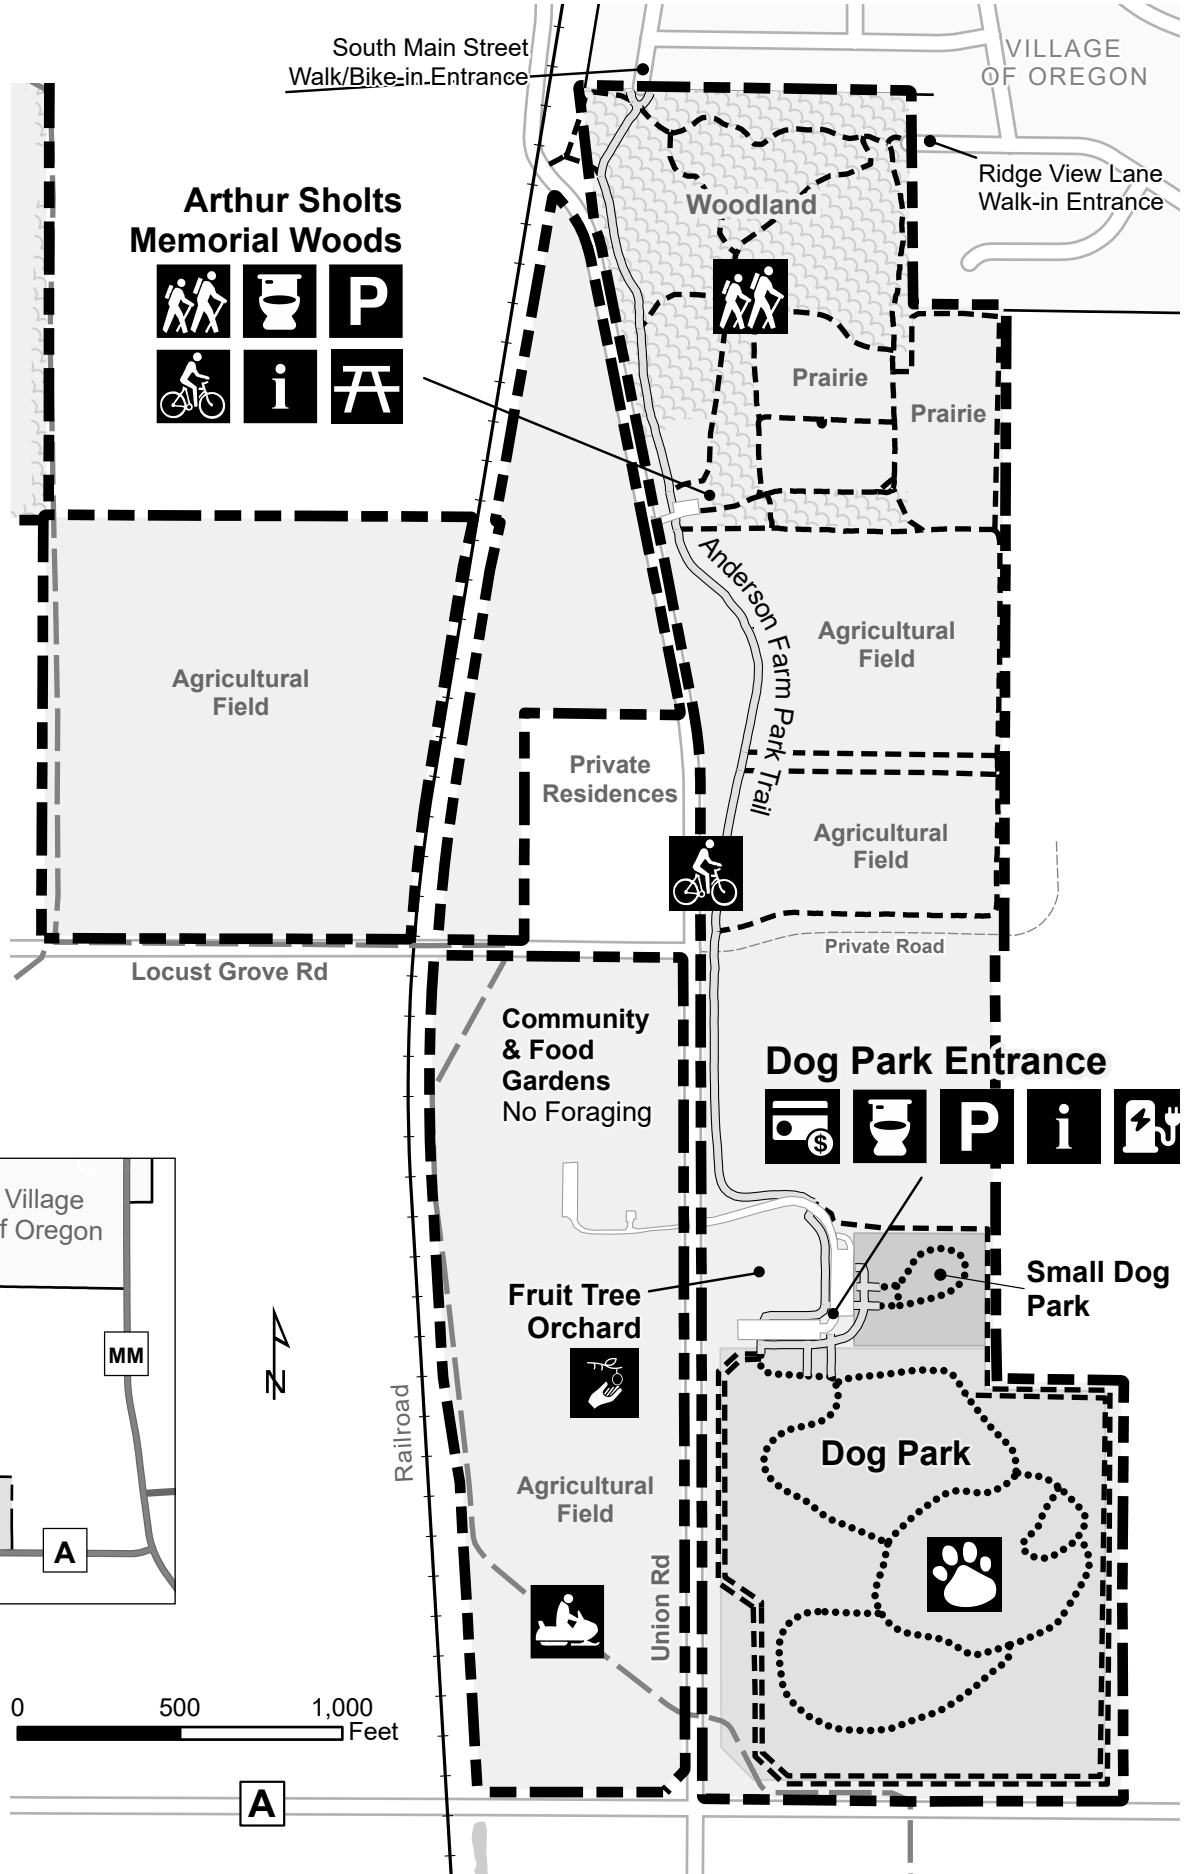 South Main Street
Walk/Bike-in Entrance
VILLAGE
OF OREGON
Ridge View Lane
Walk-in Entrance
Arthur Sholts
Memorial Woods
P
i
Woodland
Prairie
Prairie
Anderson Farm Park Trail
Agricultural
Field
Agricultural
Field
Private
Residences
Agricultural
Field
Private Road
Locust Grove Rd
Community
& Food
Gardens
No Foraging
Dog Park Entrance
$
P
i
Village
f Oregon
MM
A
N
Railroad
Fruit Tree
Orchard
Small Dog
Park
Dog Park
Agricultural
Field
Union Rd
0 500 1,000
Feet
A